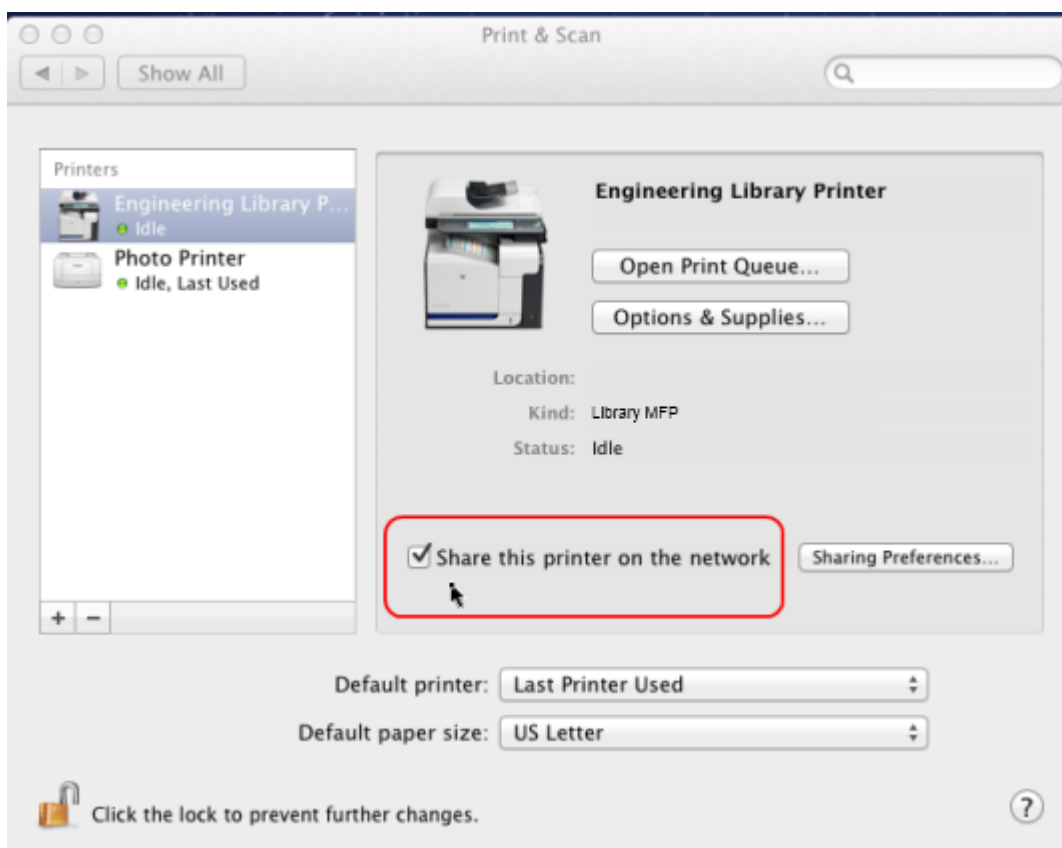 Print & Scan
Show All
Printers
Engineering Library P...
Idle
Photo Printer
Idle, Last Used
Engineering Library Printer
Open Print Queue...
Options & Supplies...
Location:
Kind: Library MFP
Status: Idle
Share this printer on the network
Sharing Preferences...
+ −
Default printer: Last Printer Used
Default paper size: US Letter
Click the lock to prevent further changes.
?